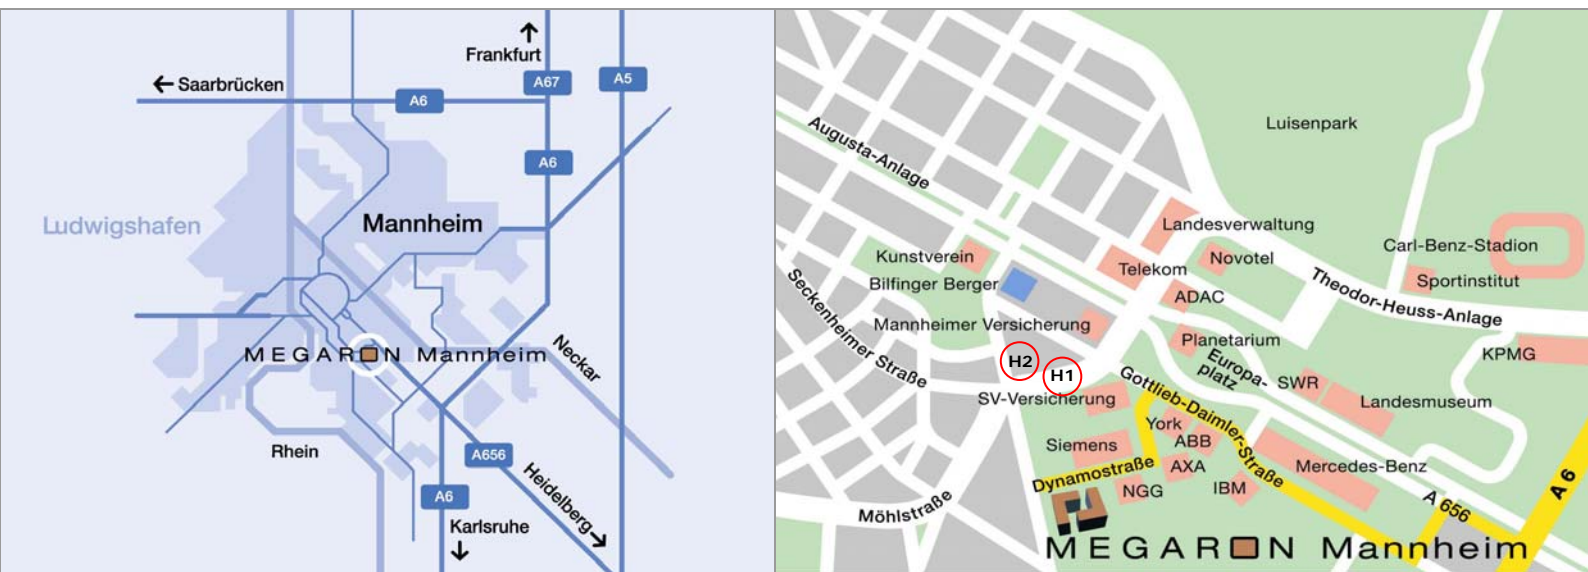 Frankfurt
Saarbrücken
A67
A5
A6
A6
Ludwigshafen
Mannheim
MEGARON Mannheim
Neckar
Rhein
A656
A6
Heidelberg
Karlsruhe
Luisenpark
Augusta-Anlage
Landesverwaltung
Carl-Benz-Stadion
Kunstverein
Novotel
Telekom
Bilfinger Berger
Sportinstitut
Theodor-Heuss-Anlage
ADAC
Seckenheimer Straße
Mannheimer Versicherung
Planetarium
KPMG
Europa-
platz
H2
H1
SWR
SV-Versicherung
Landesmuseum
Gottlieb-Daimler-Straße
York
ABB
Siemens
AXA
Mercedes-Benz
Dynamostraße
NGG
IBM
A 656
A 6
Möhlstraße
MEGARON Mannheim